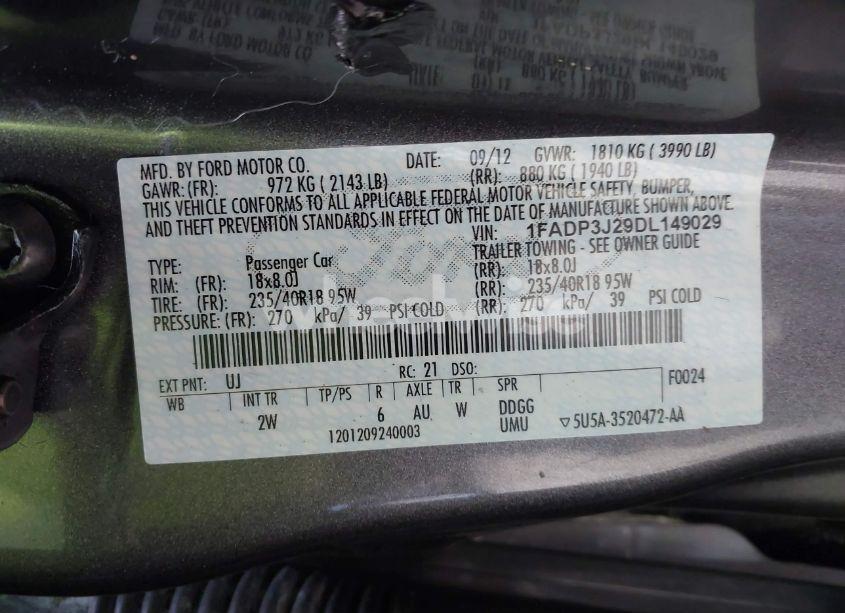 MFD. BY FORD MOTOR CO. DATE: 09/12 GVWR: 1810 KG ( 3990 LB)
GAWR: (FR): 972 KG ( 2143 LB) (RR): 880 KG ( 1940 LB)
THIS VEHICLE CONFORMS TO ALL APPLICABLE FEDERAL MOTOR VEHICLE SAFETY, BUMPER,
AND THEFT PREVENTION STANDARDS IN EFFECT ON THE DATE OF MANUFACTURE SHOWN ABOVE.
VIN: 1FADP3J29DL149029
TYPE: Passenger Car TRAILER TOWING - SEE OWNER GUIDE
RIM: (FR): 18x8.0J (RR): 18x8.0J
TIRE: (FR): 235/40R18 95W (RR): 235/40R18 95W
PRESSURE: (FR): 270 kPa/ 39 PSI COLD (RR): 270 kPa/ 39 PSI COLD
EXT PNT: UJ RC: 21 DSO: F0024
WB INT TR TP/PS R AXLE TR SPR
2W 6 AU W DDGG
UMU
1201209240003
▽5U5A-3520472-AA